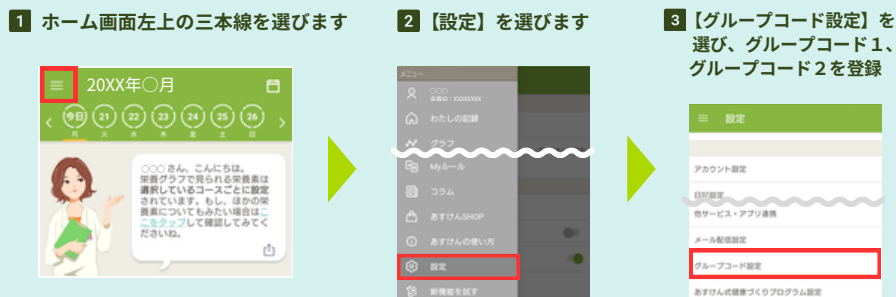 1 ホーム画面左上の三本線を選びます
20XX年○月
今日 21 22 23 24 25 26
月 火 水 木 金 土 日
○○○さん、こんにちは。
栄養グラフで見られる栄養素は
選択しているコースごとに設定
されています。もし、ほかの栄
養素についてもみたい場合はこ
こをタップして確認してみてく
ださいね。
2 【設定】を選びます
メニュー
○○○
会員ID：xxxxxxxx
わたしの記録
グラフ
Myルール
コラム
あすけんSHOP
あすけんの使い方
設定
新機能を試す
3 【グループコード設定】を
選び、グループコード１、
グループコード２を登録
設定
アカウント設定
日記設定
他サービス・アプリ連携
メール配信設定
グループコード設定
あすけん式健康づくりプログラム設定